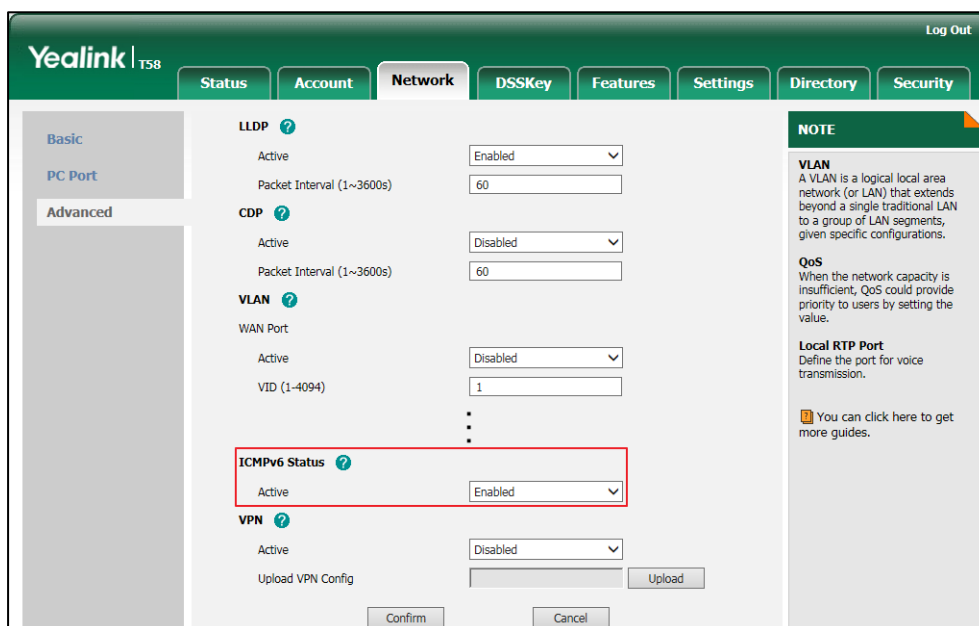 Log Out
Yealink T58
Status Account Network DSSKey Features Settings Directory Security
Basic
PC Port
Advanced
LLDP ?
Active Enabled
Packet Interval (1~3600s) 60
CDP ?
Active Disabled
Packet Interval (1~3600s) 60
VLAN ?
WAN Port
Active Disabled
VID (1-4094) 1
ICMPv6 Status ?
Active Enabled
VPN ?
Active Disabled
Upload VPN Config Upload
Confirm Cancel
NOTE
VLAN
A VLAN is a logical local area
network (or LAN) that extends
beyond a single traditional LAN
to a group of LAN segments,
given specific configurations.
QoS
When the network capacity is
insufficient, QoS could provide
priority to users by setting the
value.
Local RTP Port
Define the port for voice
transmission.
? You can click here to get
more guides.